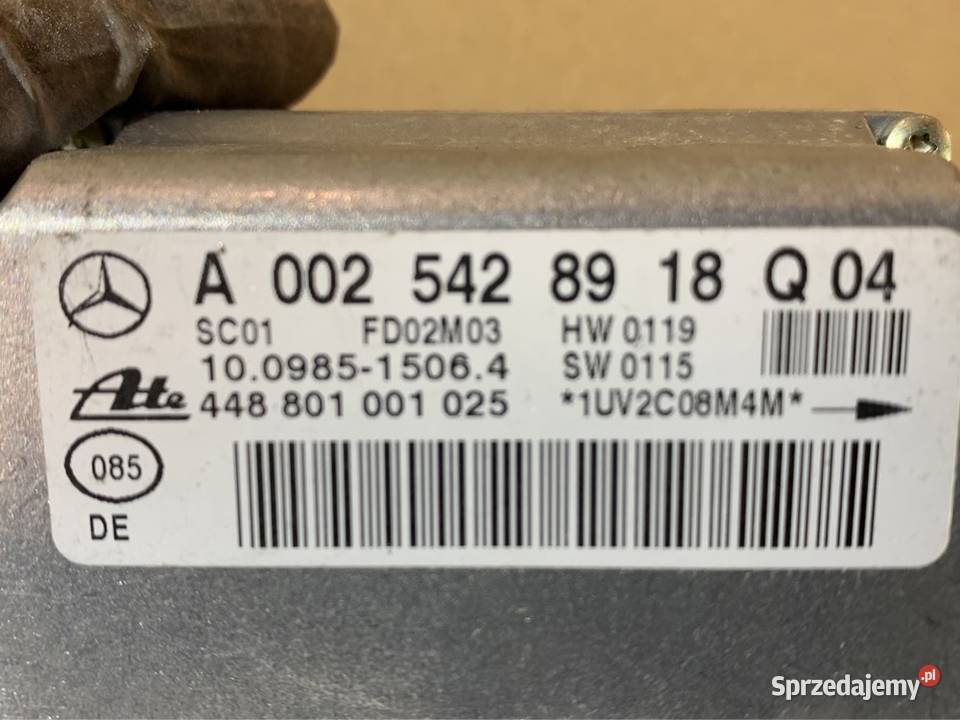 A 002 542 89 18 Q 04
SC01 FD02M03 HW 0119
10.0985-1506.4 SW 0115
Ate 448 801 001 025 *1UV2C08M4M*
085
DE
Sprzedajemy.pl